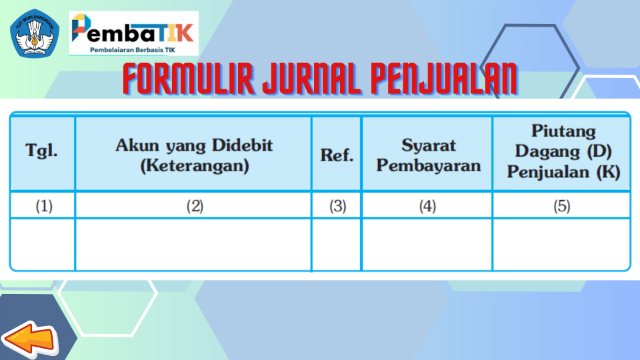 PembaTIK
Pembelajaran Berbasis TIK
FORMULIR JURNAL PENJUALAN
Tgl.
Akun yang Didebit
(Keterangan)
Ref.
Syarat
Pembayaran
Piutang
Dagang (D)
Penjualan (K)
(1)
(2)
(3)
(4)
(5)